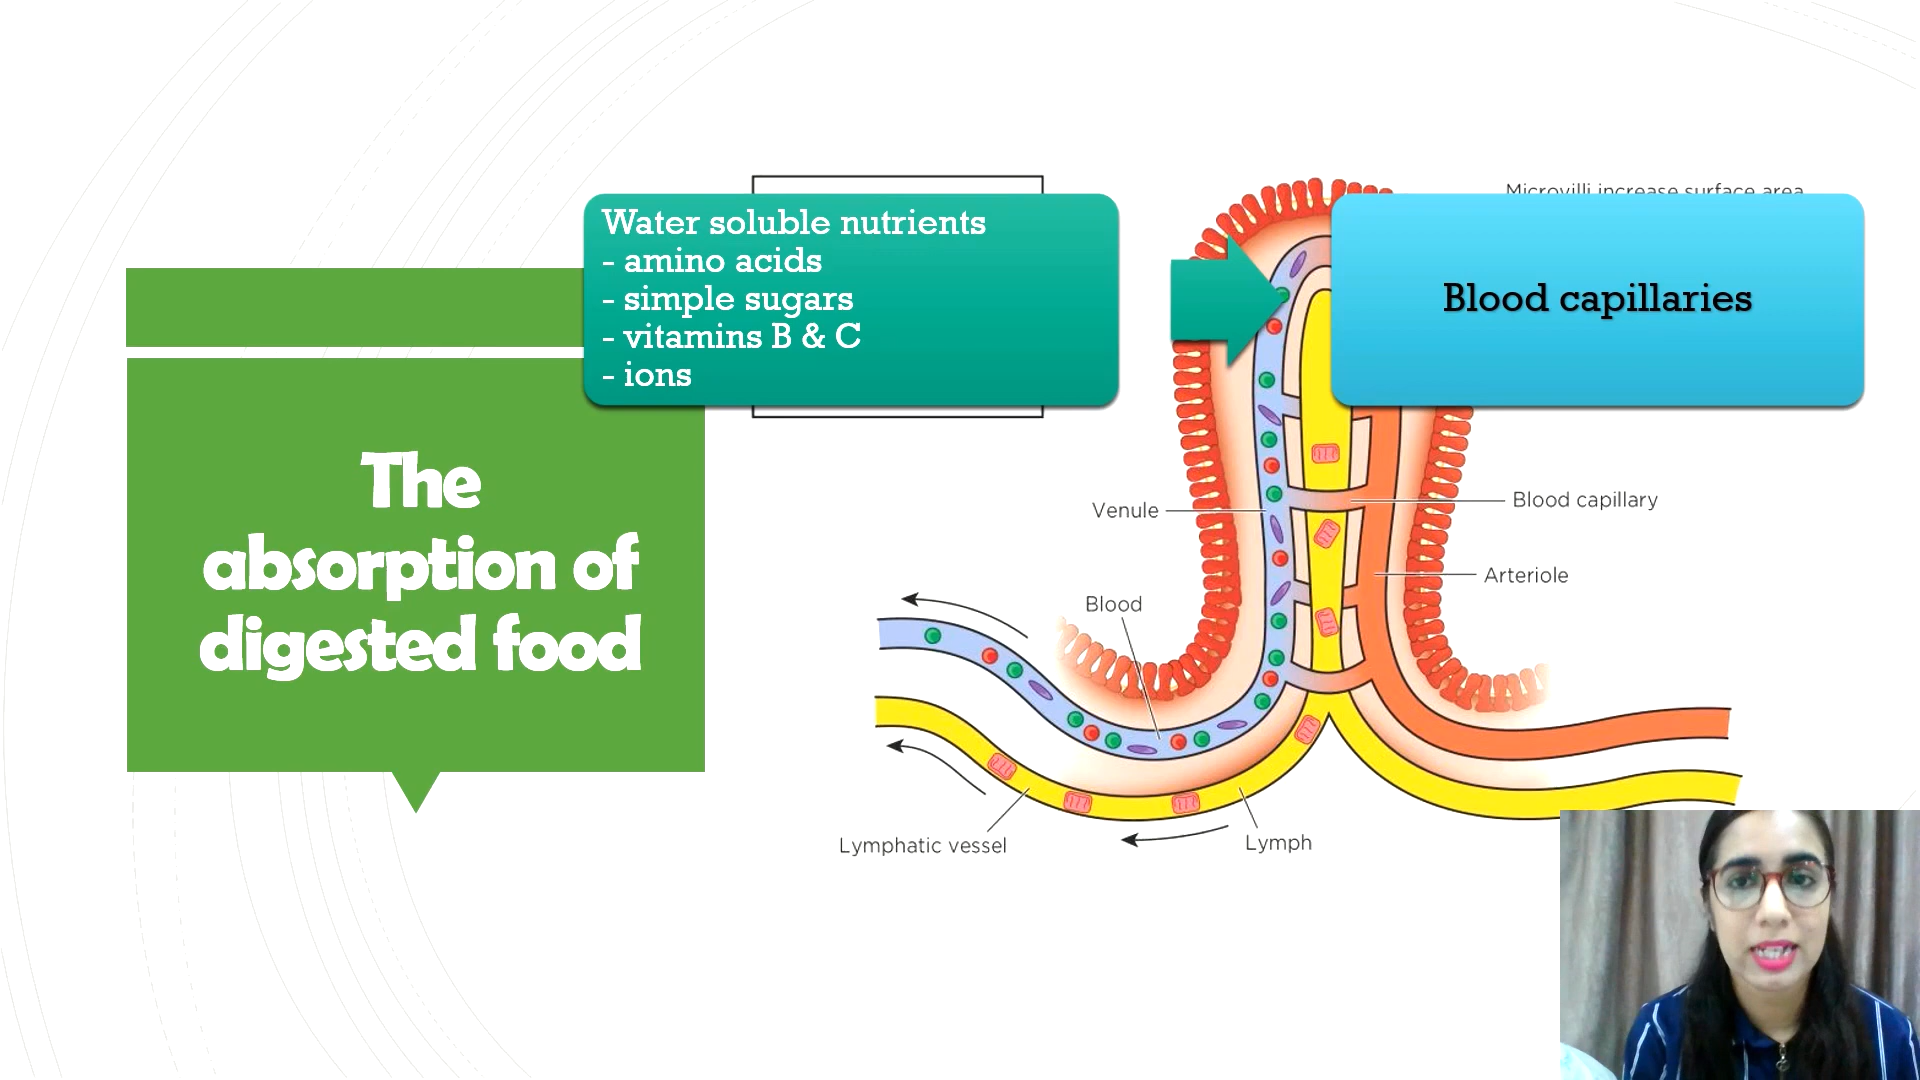 The
absorption of
digested food
Water soluble nutrients
- amino acids
- simple sugars
- vitamins B & C
- ions
Blood capillaries
Microvilli increase surface area
Venule
Blood capillary
Arteriole
Blood
Lymphatic vessel
Lymph